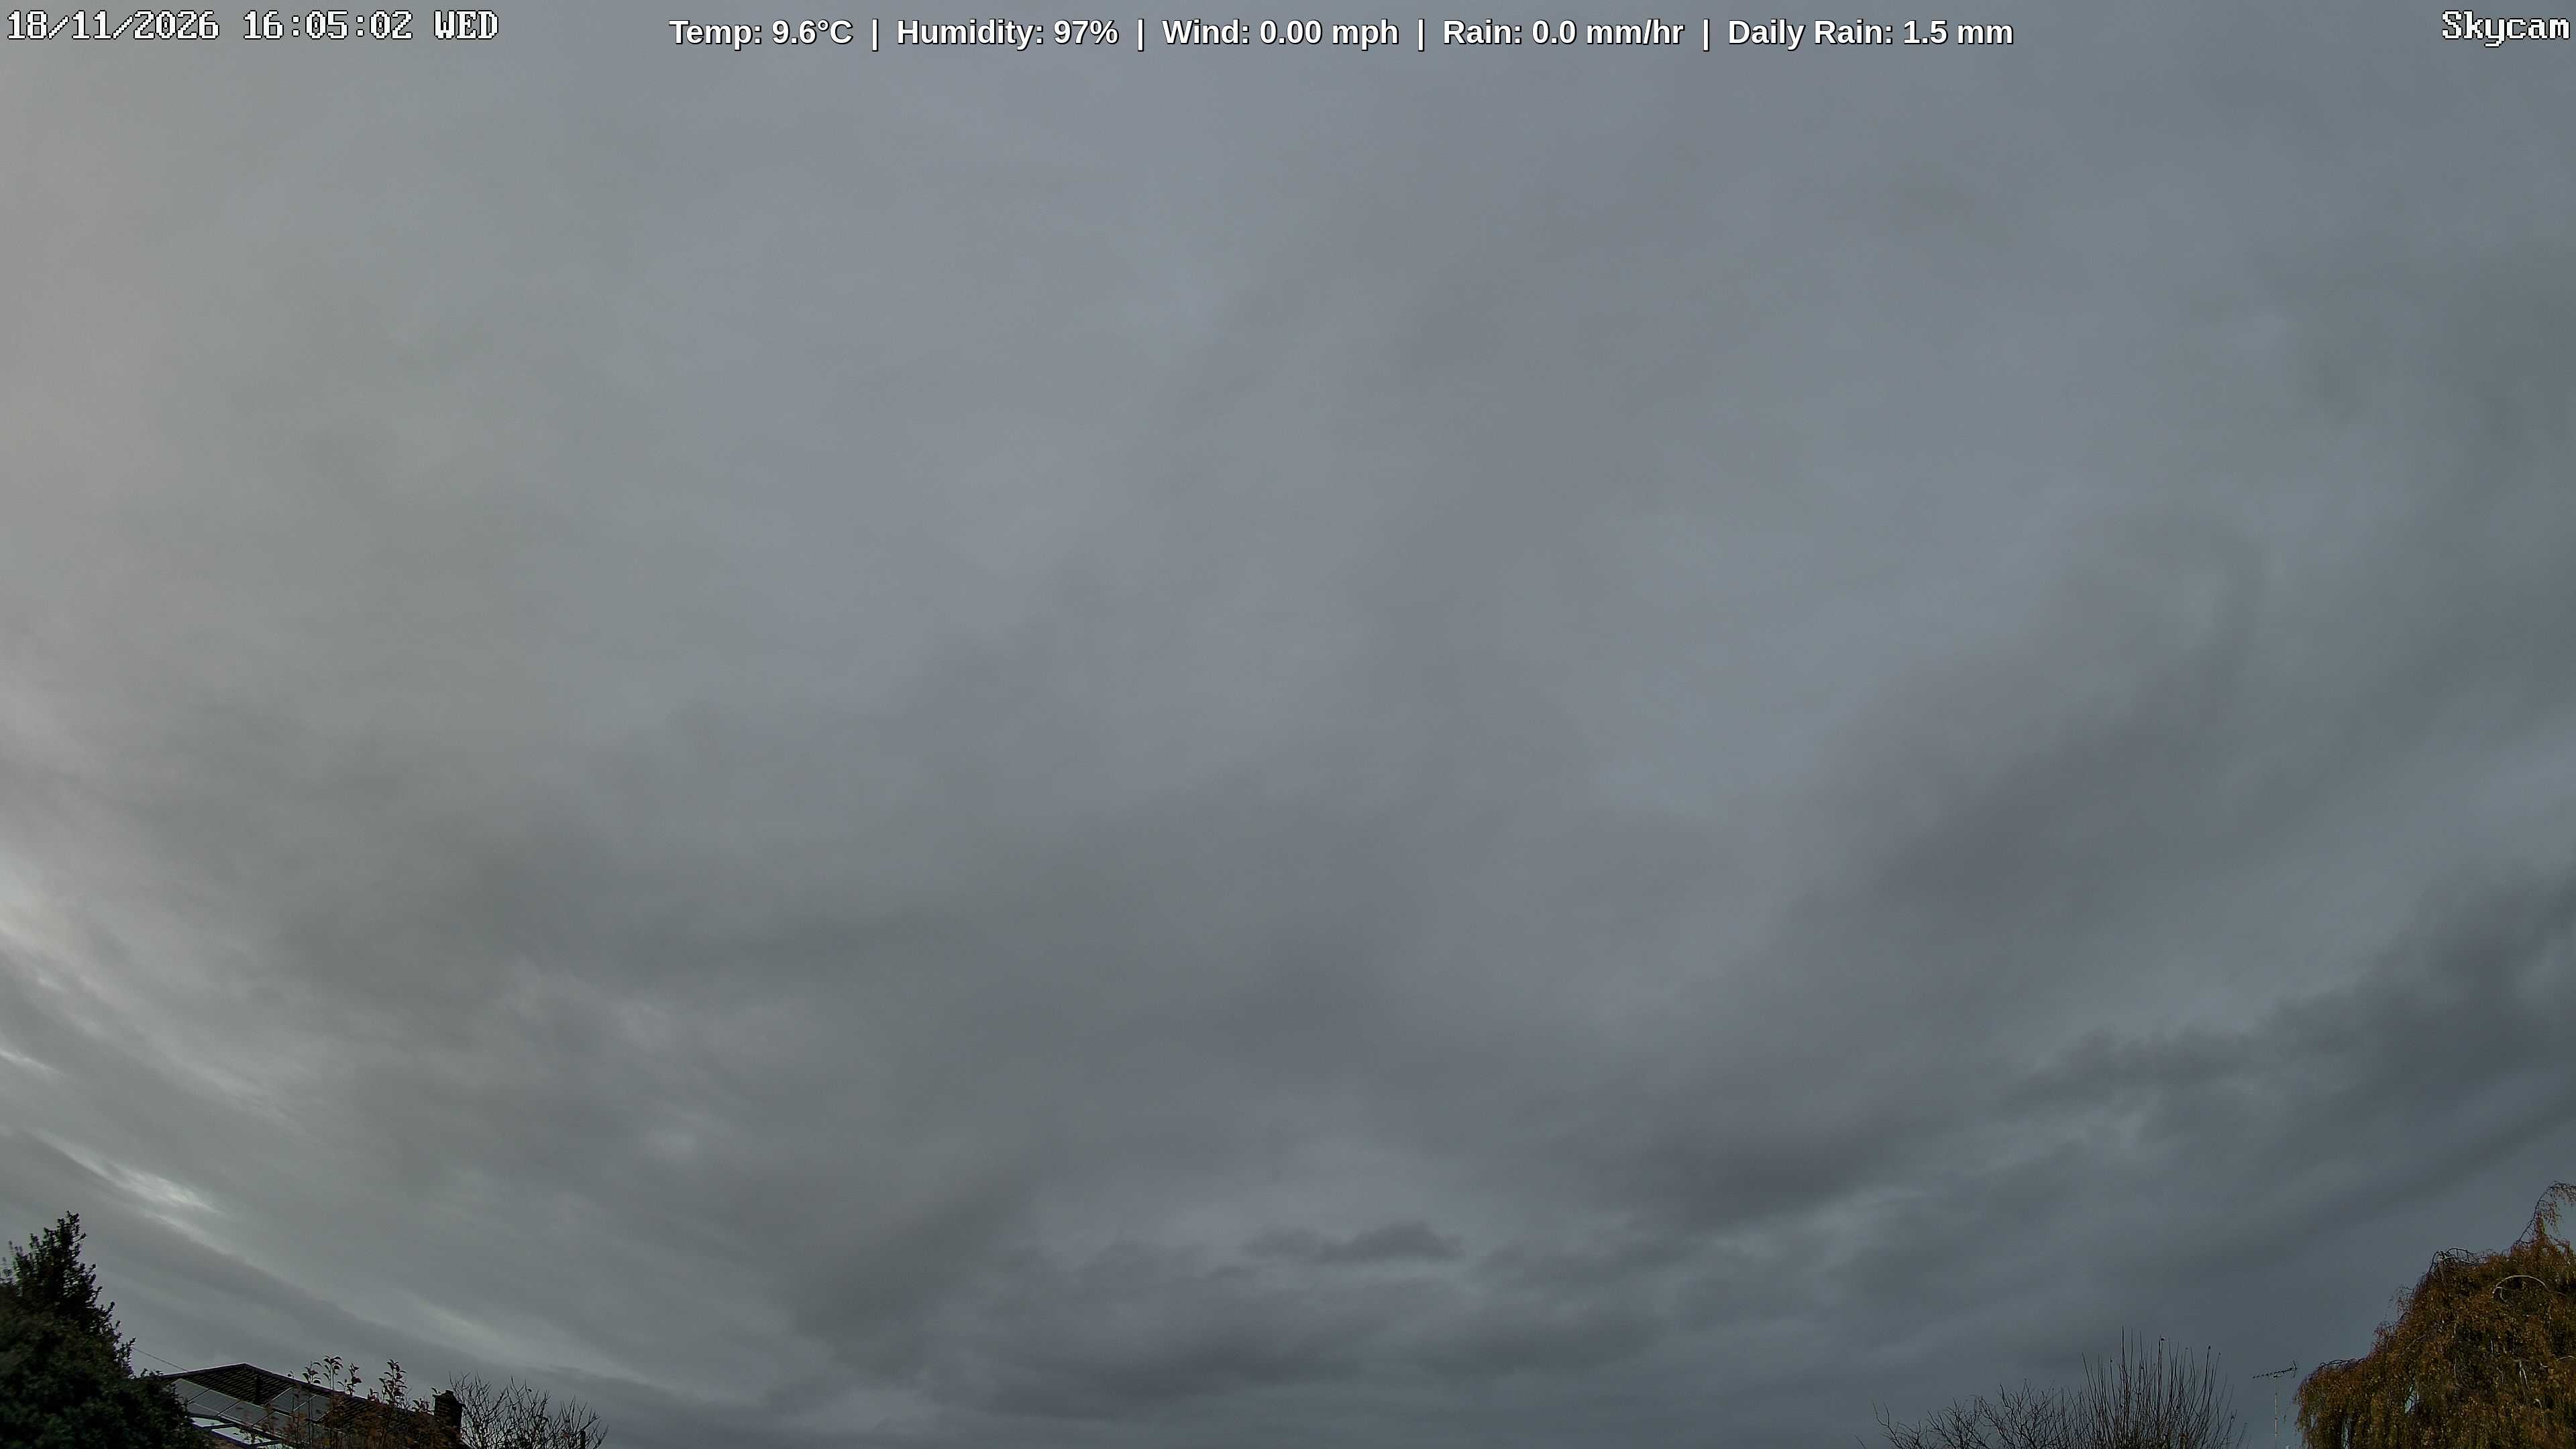 18/11/2026 16:05:02 WED
Temp: 9.6°C | Humidity: 97% | Wind: 0.00 mph | Rain: 0.0 mm/hr | Daily Rain: 1.5 mm
Skycam